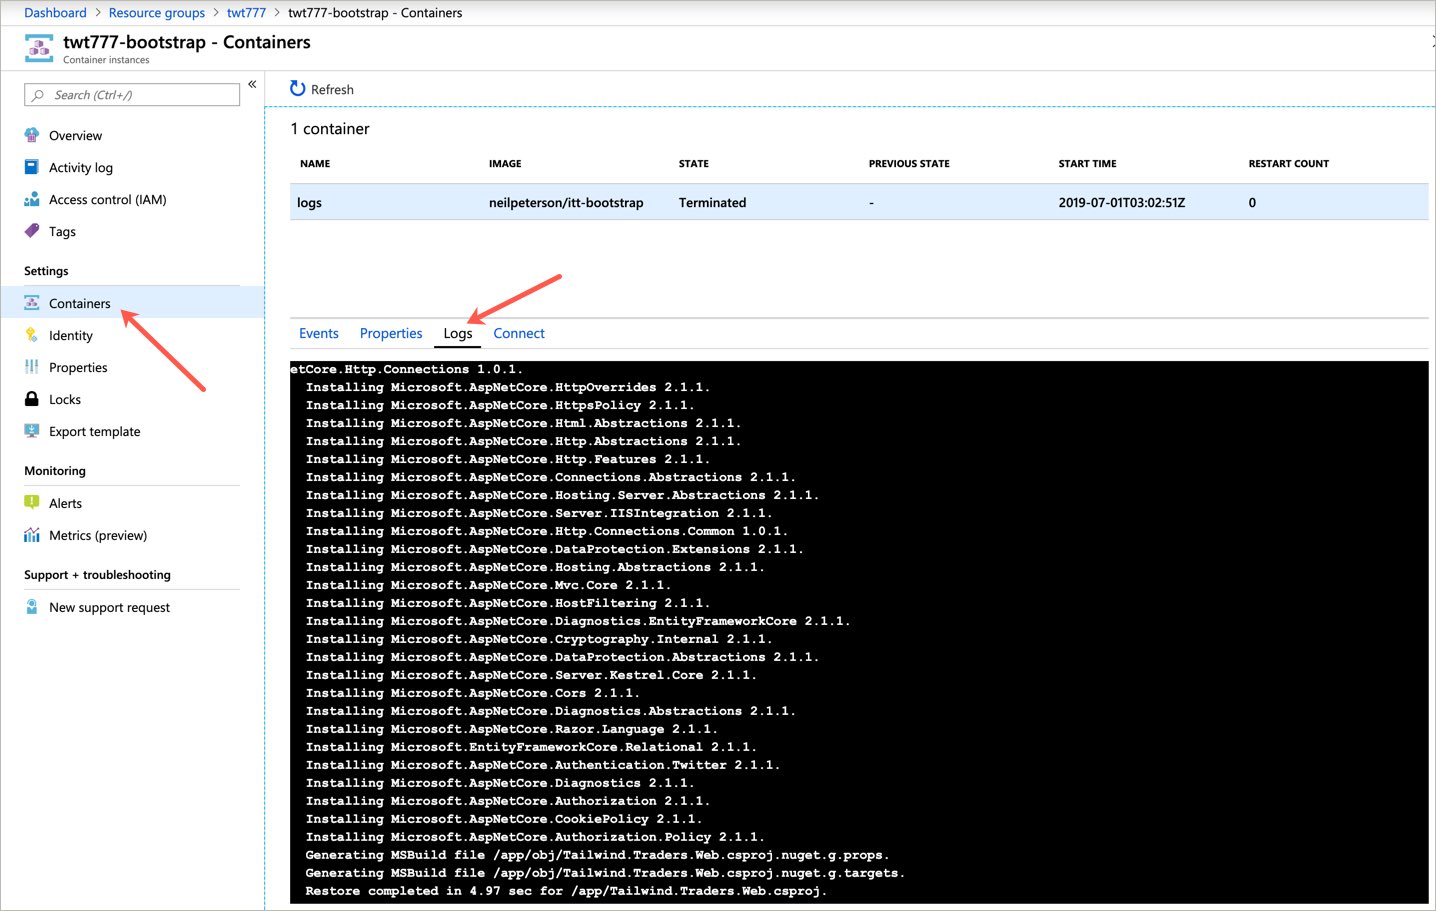 Dashboard > Resource groups > twt777 > twt777-bootstrap - Containers
twt777-bootstrap - Containers
Container instances
Search (Ctrl+/)
«
Overview
Activity log
Access control (IAM)
Tags
Settings
Containers
Identity
Properties
Locks
Export template
Monitoring
Alerts
Metrics (preview)
Support + troubleshooting
New support request
Refresh
1 container
NAME IMAGE STATE PREVIOUS STATE START TIME RESTART COUNT
logs neilpeterson/itt-bootstrap Terminated - 2019-07-01T03:02:51Z 0
Events Properties Logs Connect
etCore.Http.Connections 1.0.1.
Installing Microsoft.AspNetCore.HttpOverrides 2.1.1.
Installing Microsoft.AspNetCore.HttpsPolicy 2.1.1.
Installing Microsoft.AspNetCore.Html.Abstractions 2.1.1.
Installing Microsoft.AspNetCore.Http.Abstractions 2.1.1.
Installing Microsoft.AspNetCore.Http.Features 2.1.1.
Installing Microsoft.AspNetCore.Connections.Abstractions 2.1.1.
Installing Microsoft.AspNetCore.Hosting.Server.Abstractions 2.1.1.
Installing Microsoft.AspNetCore.Server.IISIntegration 2.1.1.
Installing Microsoft.AspNetCore.Http.Connections.Common 1.0.1.
Installing Microsoft.AspNetCore.DataProtection.Extensions 2.1.1.
Installing Microsoft.AspNetCore.Hosting.Abstractions 2.1.1.
Installing Microsoft.AspNetCore.Mvc.Core 2.1.1.
Installing Microsoft.AspNetCore.HostFiltering 2.1.1.
Installing Microsoft.AspNetCore.Diagnostics.EntityFrameworkCore 2.1.1.
Installing Microsoft.AspNetCore.Cryptography.Internal 2.1.1.
Installing Microsoft.AspNetCore.DataProtection.Abstractions 2.1.1.
Installing Microsoft.AspNetCore.Server.Kestrel.Core 2.1.1.
Installing Microsoft.AspNetCore.Cors 2.1.1.
Installing Microsoft.AspNetCore.Diagnostics.Abstractions 2.1.1.
Installing Microsoft.AspNetCore.Razor.Language 2.1.1.
Installing Microsoft.EntityFrameworkCore.Relational 2.1.1.
Installing Microsoft.AspNetCore.Authentication.Twitter 2.1.1.
Installing Microsoft.AspNetCore.Diagnostics 2.1.1.
Installing Microsoft.AspNetCore.Authorization 2.1.1.
Installing Microsoft.AspNetCore.CookiePolicy 2.1.1.
Installing Microsoft.AspNetCore.Authorization.Policy 2.1.1.
Generating MSBuild file /app/obj/Tailwind.Traders.Web.csproj.nuget.g.props.
Generating MSBuild file /app/obj/Tailwind.Traders.Web.csproj.nuget.g.targets.
Restore completed in 4.97 sec for /app/Tailwind.Traders.Web.csproj.